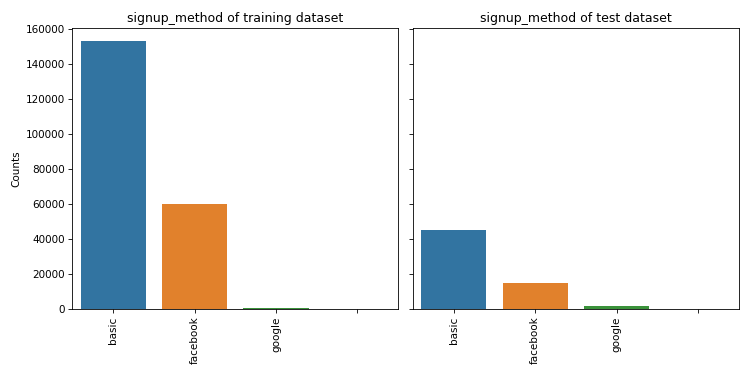 signup_method of training dataset
signup_method of test dataset
160000
140000
120000
100000
80000
60000
40000
20000
0
Counts
basic
facebook
google
basic
facebook
google